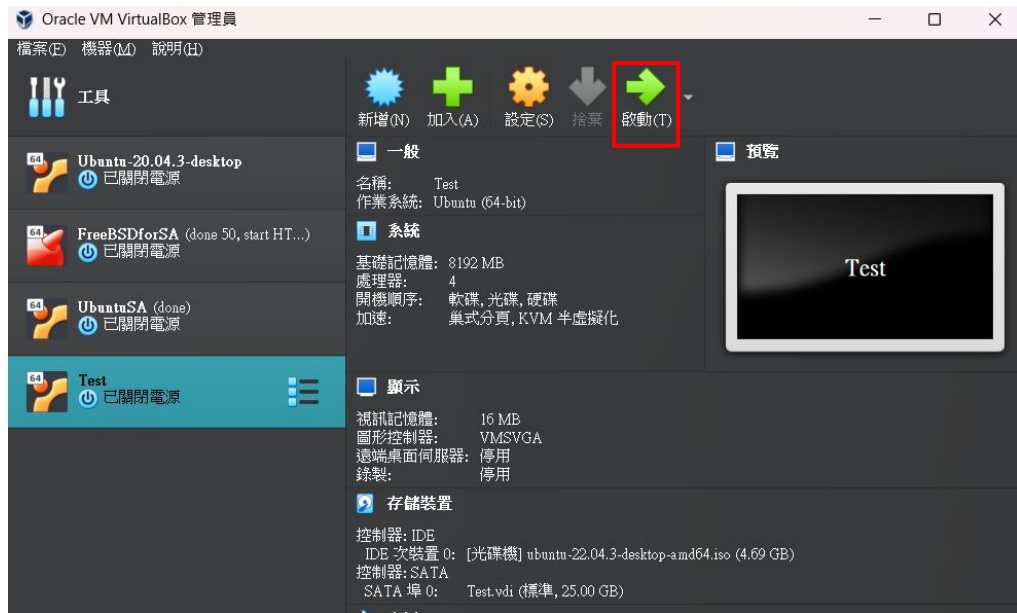 Oracle VM VirtualBox 管理員
檔案(F) 機器(M) 說明(H)
工具
新增(N) 加入(A) 設定(S) 捨棄 啟動(T)
64 Ubuntu-20.04.3-desktop
已關閉電源
64 FreeBSDforSA (done 50, start HT...)
已關閉電源
64 UbuntuSA (done)
已關閉電源
64 Test
已關閉電源
一般
名稱: Test
作業系統: Ubuntu (64-bit)
預覽
Test
系統
基礎記憶體: 8192 MB
處理器: 4
開機順序: 軟碟, 光碟, 硬碟
加速: 巢式分頁, KVM 半虛擬化
顯示
視訊記憶體: 16 MB
圖形控制器: VMSVGA
遠端桌面伺服器: 停用
錄製: 停用
存儲裝置
控制器: IDE
IDE 次裝置 0: [光碟機] ubuntu-22.04.3-desktop-amd64.iso (4.69 GB)
控制器: SATA
SATA 埠 0: Test.vdi (標準, 25.00 GB)